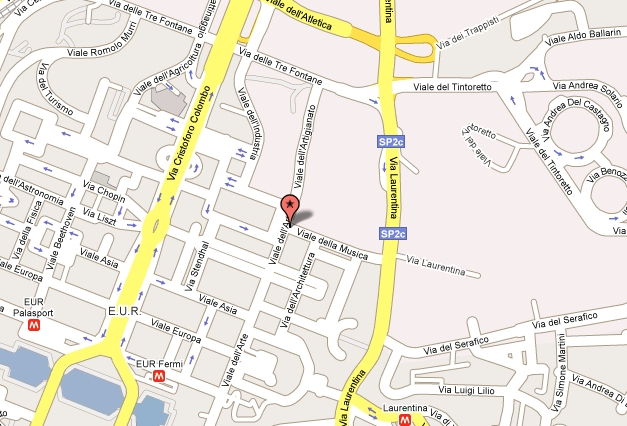 Viale dell'Atletica
delle Tre Fontane
Viale Romolo Murri
Viale dell'Agricoltura
Via del Turismo
Viale delle Tre Fontane
Via dei Trappisti
Viale Aldo Ballarin
Viale del Tintoretto
Via Andrea Solario
Via Andrea Del Castagno
Viale dell'Industria
Viale dell'Artigianato
Via Cristoforo Colombo
SP2c
Via Laurentina
Viale del Tintoretto
Via Benozzo
Via Chopin
Via Liszt
Viale Beethoven
Via della Fisica
Viale Europa
Viale Asia
Via Stendhal
SP2c
Viale della Musica
Via Laurentina
Via dell'Architettura
Viale Asia
Viale Europa
EUR
Palasport
E.U.R.
EUR Fermi
Viale dell'Arte
Via del Serafico
Via del Serafico
Via Simone Martini
Via Luigi Lilio
Via Andrea Di
Via Laurentina
Laurentina